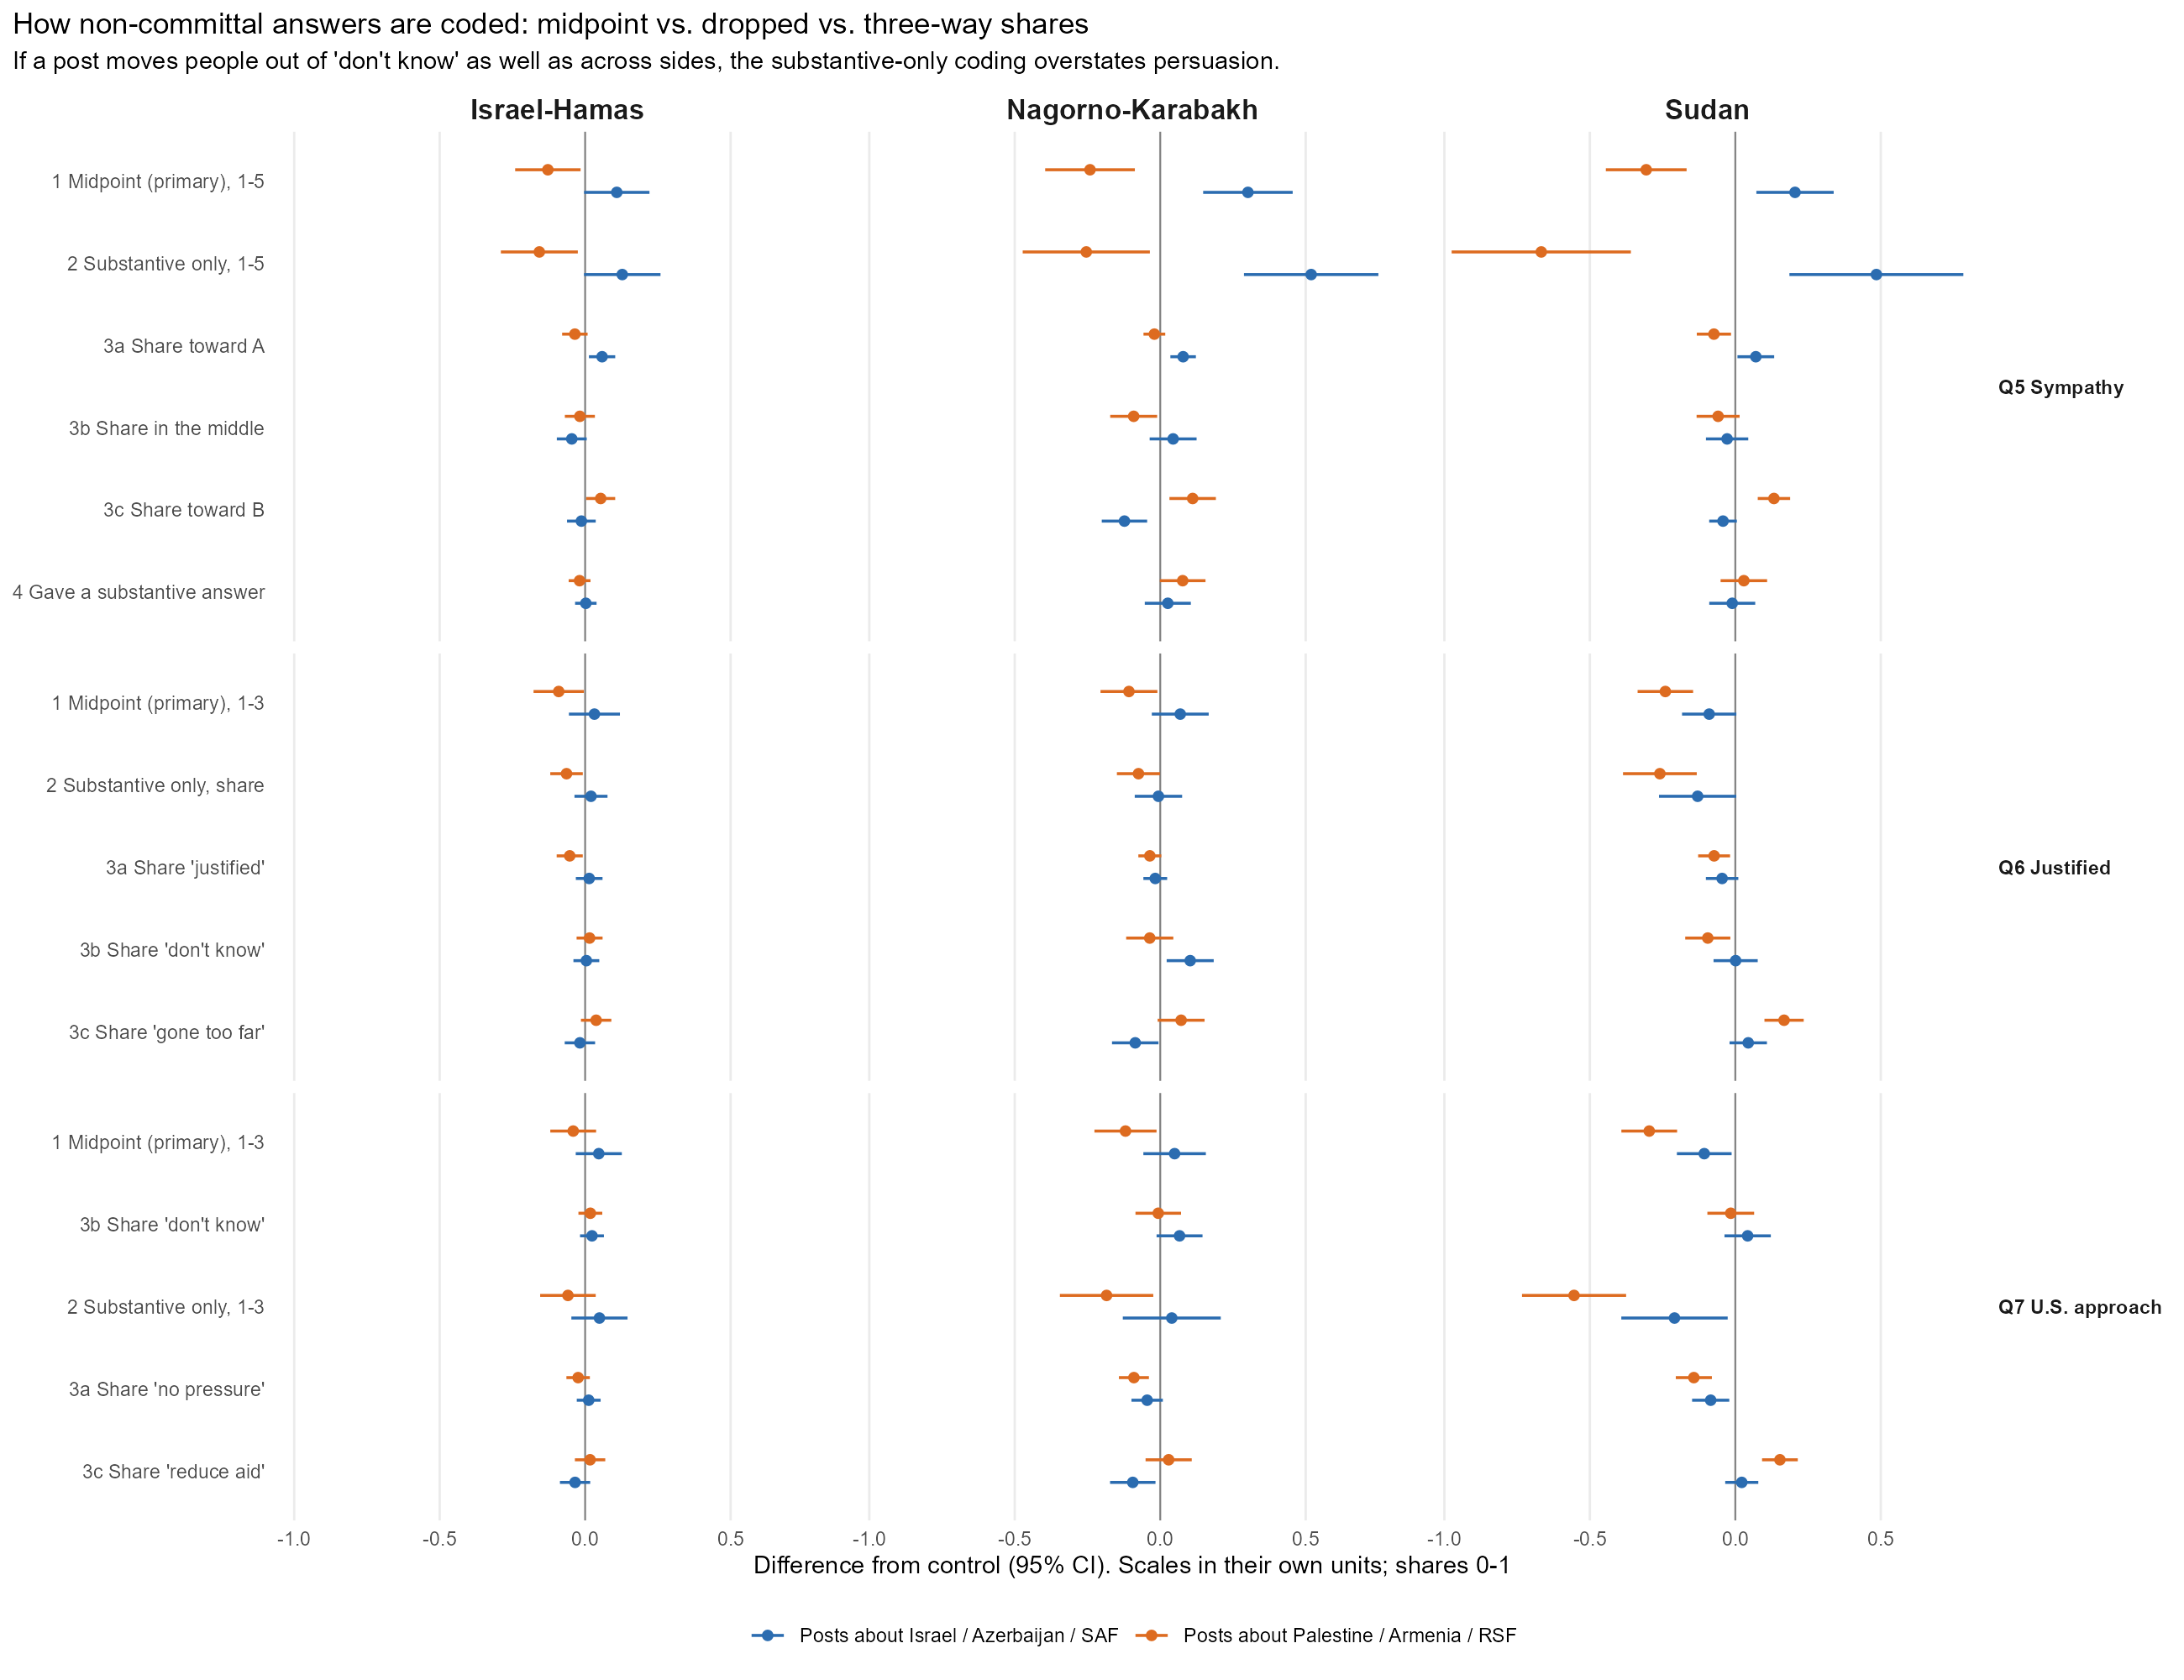 How non-committal answers are coded: midpoint vs. dropped vs. three-way shares
If a post moves people out of 'don't know' as well as across sides, the substantive-only coding overstates persuasion.
Israel-Hamas
Nagorno-Karabakh
Sudan
1 Midpoint (primary), 1-5
2 Substantive only, 1-5
3a Share toward A
3b Share in the middle
3c Share toward B
4 Gave a substantive answer
Q5 Sympathy
1 Midpoint (primary), 1-3
2 Substantive only, share
3a Share 'justified'
3b Share 'don't know'
3c Share 'gone too far'
Q6 Justified
1 Midpoint (primary), 1-3
3b Share 'don't know'
2 Substantive only, 1-3
3a Share 'no pressure'
3c Share 'reduce aid'
Q7 U.S. approach
-1.0 -0.5 0.0 0.5 -1.0 -0.5 0.0 0.5 -1.0 -0.5 0.0 0.5
Difference from control (95% CI). Scales in their own units; shares 0-1
Posts about Israel / Azerbaijan / SAF Posts about Palestine / Armenia / RSF